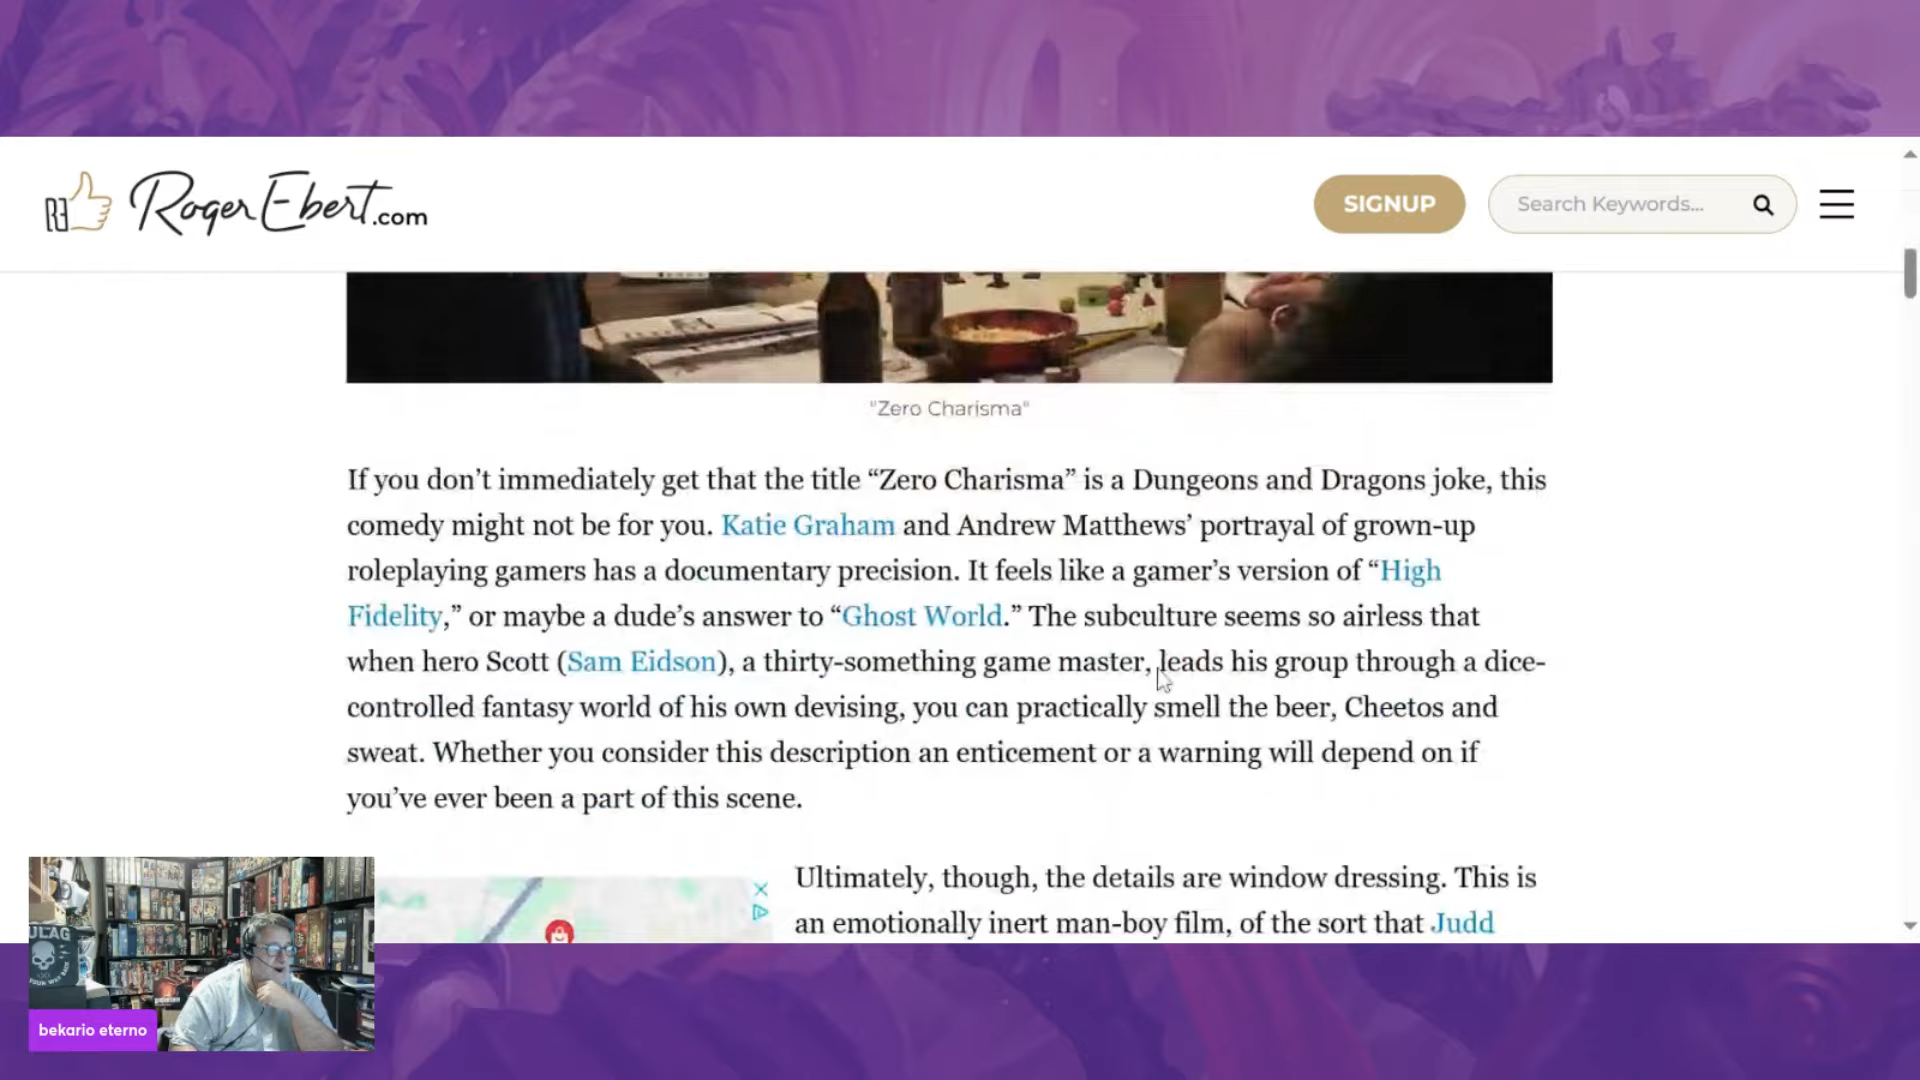 RogerEbert.com
SIGNUP
Search Keywords...
"Zero Charisma"
If you don’t immediately get that the title “Zero Charisma” is a Dungeons and Dragons joke, this
comedy might not be for you. Katie Graham and Andrew Matthews’ portrayal of grown-up
roleplaying gamers has a documentary precision. It feels like a gamer’s version of “High
Fidelity,” or maybe a dude’s answer to “Ghost World.” The subculture seems so airless that
when hero Scott (Sam Eidson), a thirty-something game master, leads his group through a dice-
controlled fantasy world of his own devising, you can practically smell the beer, Cheetos and
sweat. Whether you consider this description an enticement or a warning will depend on if
you’ve ever been a part of this scene.
Ultimately, though, the details are window dressing. This is
an emotionally inert man-boy film, of the sort that Judd
ULAG
bekario eterno